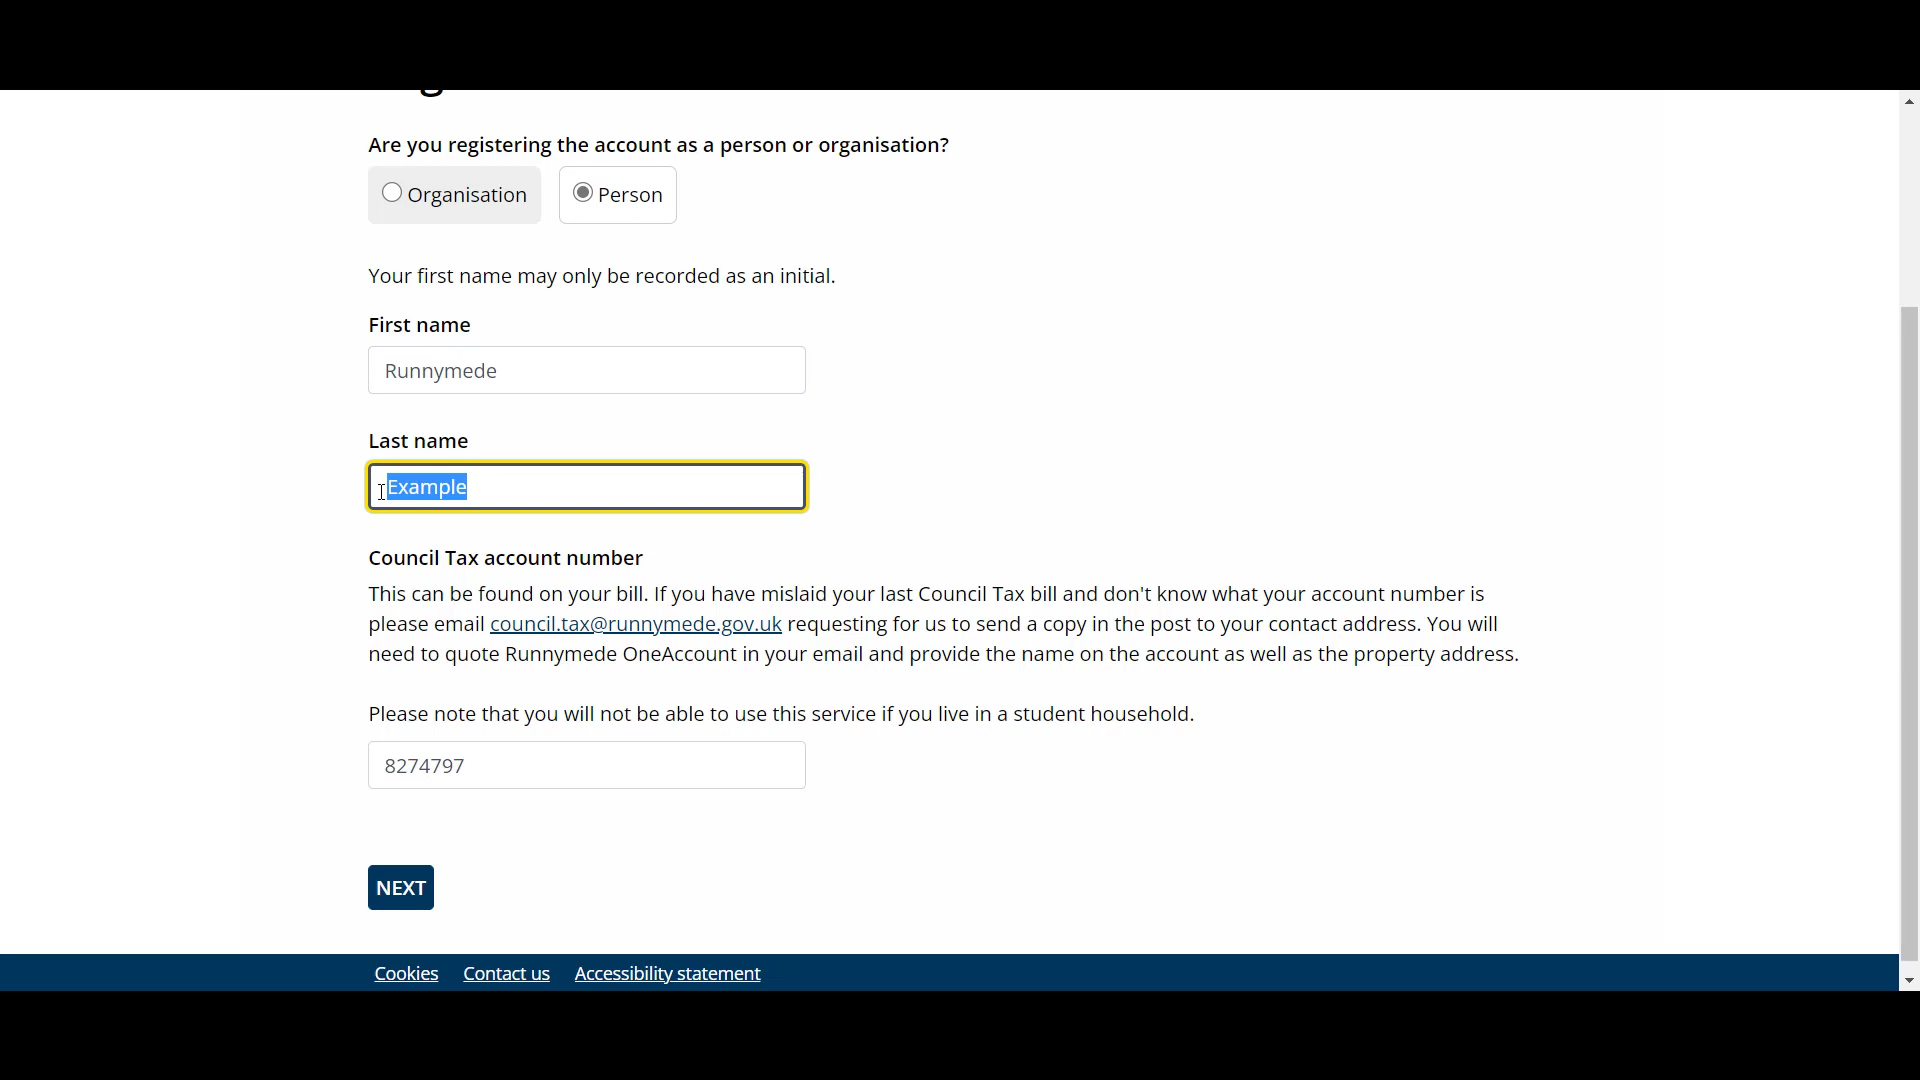 Are you registering the account as a person or organisation?
Organisation Person
Your first name may only be recorded as an initial.
First name
Runnymede
Last name
Example
Council Tax account number
This can be found on your bill. If you have mislaid your last Council Tax bill and don't know what your account number is
please email council.tax@runnymede.gov.uk requesting for us to send a copy in the post to your contact address. You will
need to quote Runnymede OneAccount in your email and provide the name on the account as well as the property address.
Please note that you will not be able to use this service if you live in a student household.
8274797
NEXT
Cookies Contact us Accessibility statement